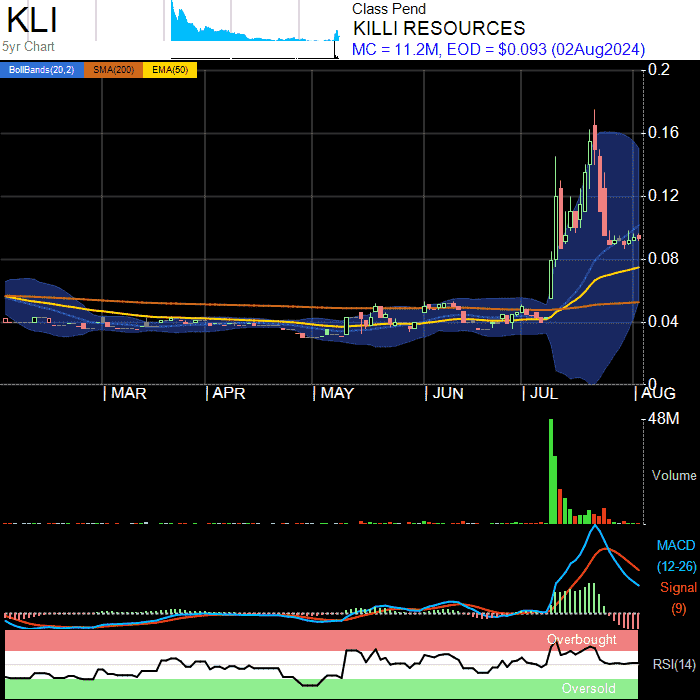 KLI
5yr Chart
Class Pend
KILLI RESOURCES
MC = 11.2M, EOD = $0.093 (02Aug2024)
BollBands(20,2) SMA(200) EMA(50)
0.2
0.16
0.12
0.08
0.04
0
MAR APR MAY JUN JUL AUG
48M
Volume
MACD
(12-26)
Signal
(9)
Overbought
RSI(14)
Oversold